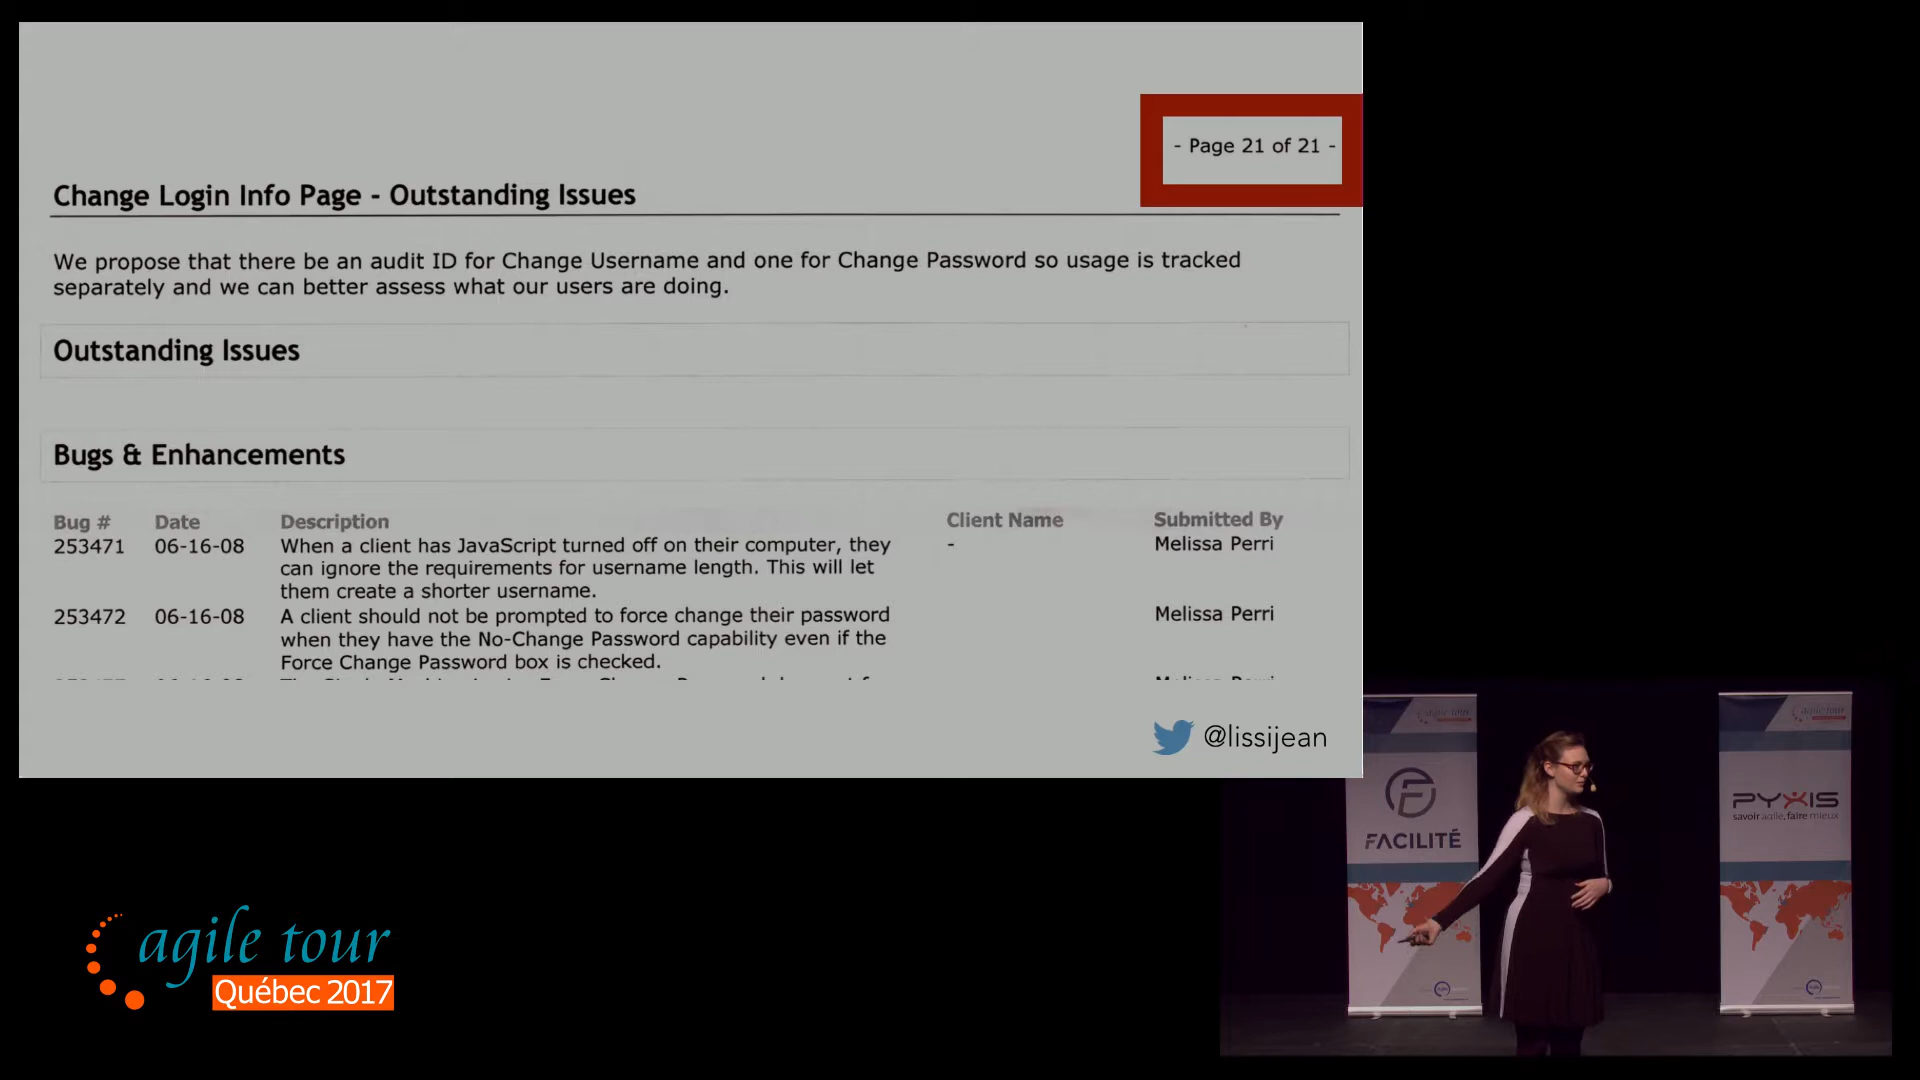 - Page 21 of 21 -
Change Login Info Page - Outstanding Issues
We propose that there be an audit ID for Change Username and one for Change Password so usage is tracked
separately and we can better assess what our users are doing.
Outstanding Issues
Bugs & Enhancements
Bug # Date Description Client Name Submitted By
253471 06-16-08 When a client has JavaScript turned off on their computer, they - Melissa Perri
can ignore the requirements for username length. This will let
them create a shorter username.
253472 06-16-08 A client should not be prompted to force change their password Melissa Perri
when they have the No-Change Password capability even if the
Force Change Password box is checked.
@lissijean
agile tour
Québec 2017
agile tour
FACILITÉ
agile tour
PYXIS
savoir agile, faire mieux